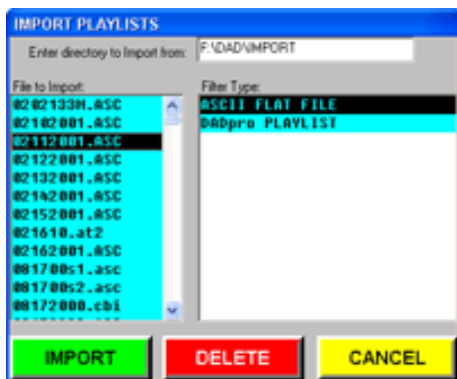 IMPORT PLAYLISTS
Enter directory to Import from: F:\DAD\IMPORT
File to Import: Filter Type:
0202133H.ASC ASCII FLAT FILE
02102001.ASC DADpro PLAYLIST
02112001.ASC
02122001.ASC
02132001.ASC
02142001.ASC
02152001.ASC
021610.at2
02162001.ASC
081700s1.asc
081700s2.asc
08172000.cbi
IMPORT DELETE CANCEL